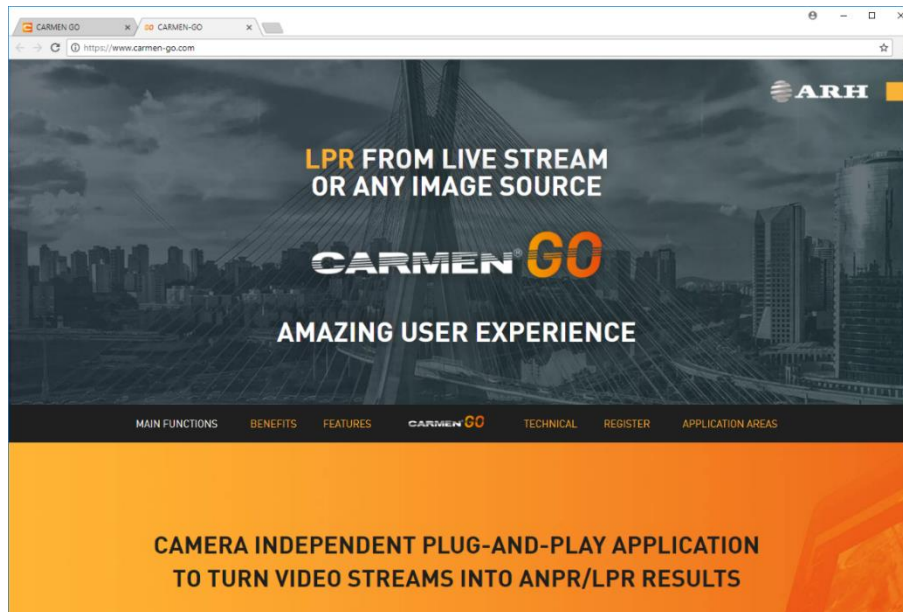 CARMEN GO
GO CARMEN-GO
https://www.carmen-go.com
ARH
LPR FROM LIVE STREAM
OR ANY IMAGE SOURCE
CARMEN® GO
AMAZING USER EXPERIENCE
MAIN FUNCTIONS BENEFITS FEATURES CARMEN GO TECHNICAL REGISTER APPLICATION AREAS
CAMERA INDEPENDENT PLUG-AND-PLAY APPLICATION
TO TURN VIDEO STREAMS INTO ANPR/LPR RESULTS